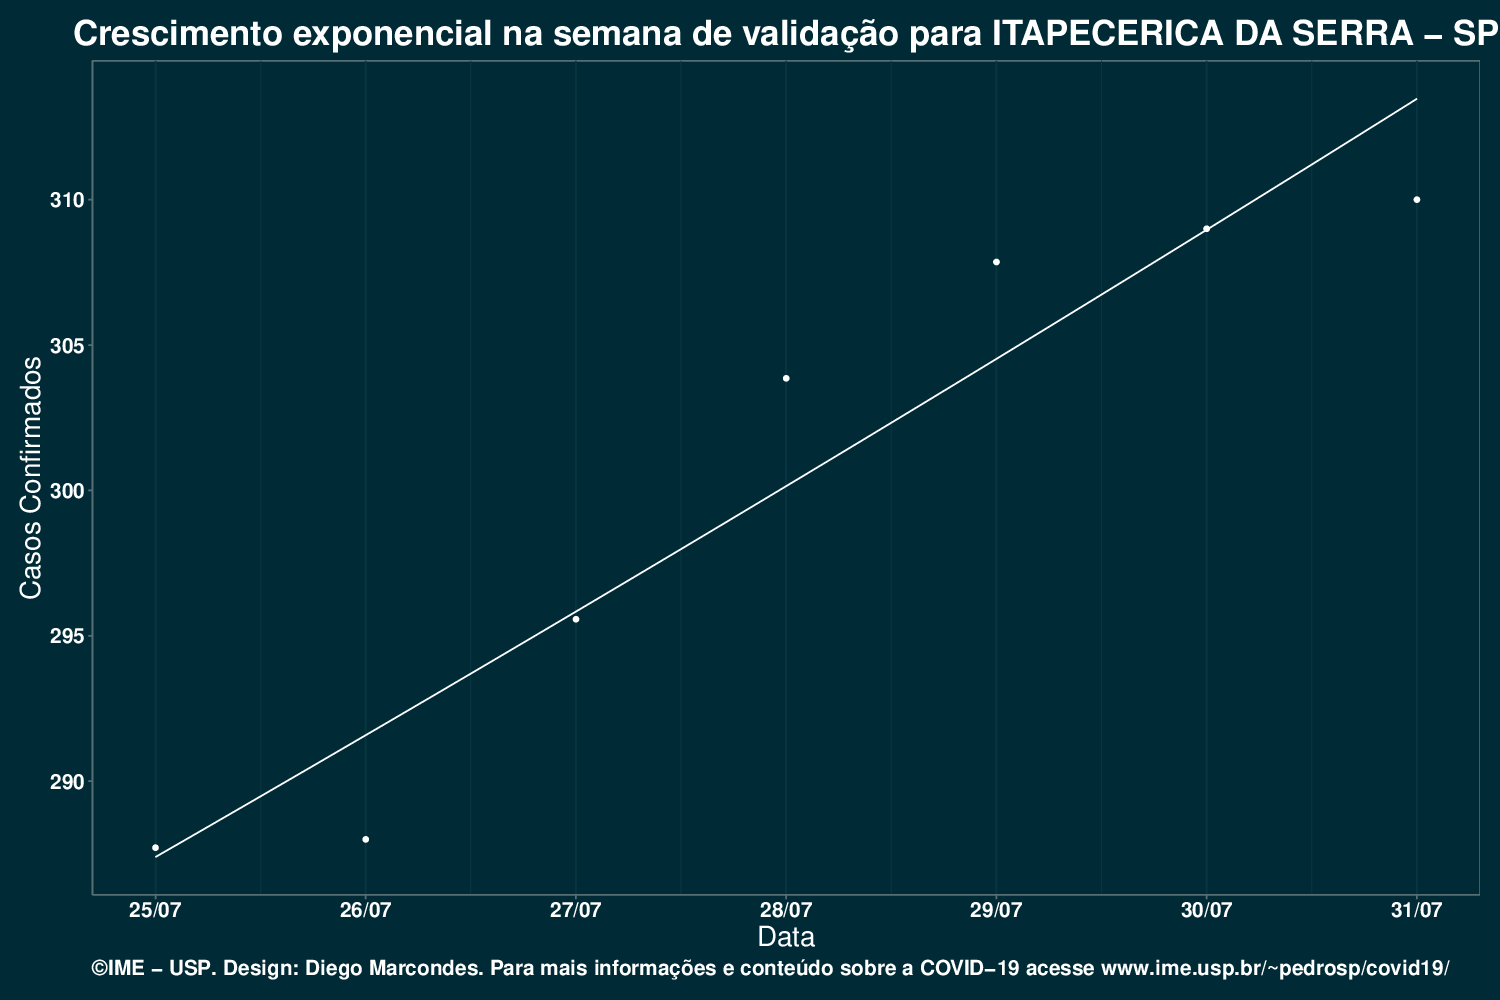 Crescimento exponencial na semana de validação para ITAPECERICA DA SERRA – SP
310
305
300
295
290
Casos Confirmados
25/07 26/07 27/07 28/07 29/07 30/07 31/07
Data
©IME – USP. Design: Diego Marcondes. Para mais informações e conteúdo sobre a COVID–19 acesse www.ime.usp.br/~pedrosp/covid19/